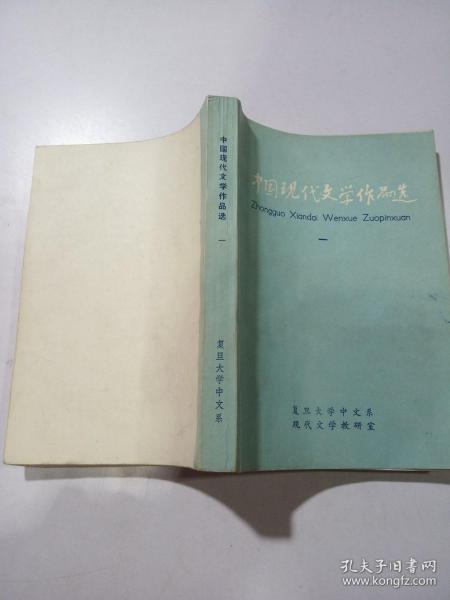 中国现代文学作品选
Zhongguo Xiandai Wenxue Zuopinxuan
一
复旦大学中文系
现代文学教研室
中国现代文学作品选 一
复旦大学中文系
孔夫子旧书网
www.kongfz.com